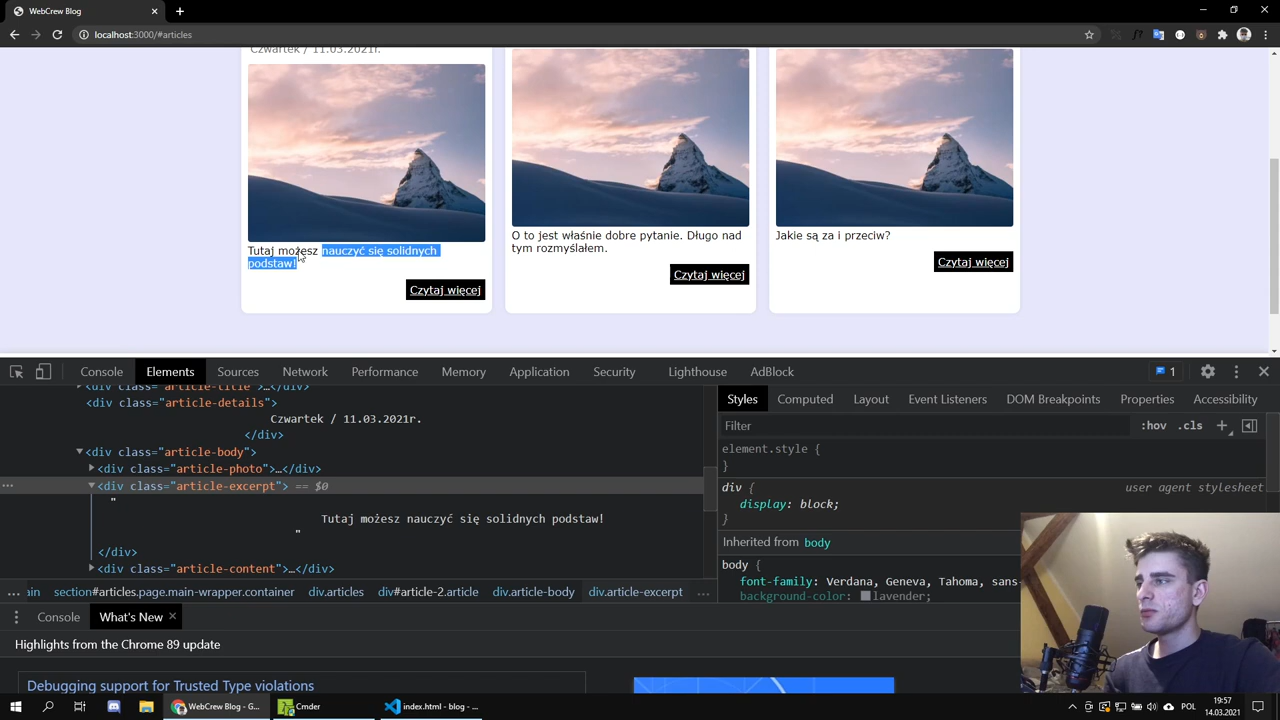 WebCrew Blog
localhost:3000/#articles
Czwartek / 11.03.2021r.
Tutaj możesz nauczyć się solidnych
podstaw!
Czytaj więcej
O to jest właśnie dobre pytanie. Długo nad
tym rozmyślałem.
Czytaj więcej
Jakie są za i przeciw?
Czytaj więcej
Console Elements Sources Network Performance Memory Application Security Lighthouse AdBlock
1
<div class="article-title">…</div>
<div class="article-details">
Czwartek / 11.03.2021r.
</div>
<div class="article-body">
<div class="article-photo">…</div>
<div class="article-excerpt"> == $0
"
Tutaj możesz nauczyć się solidnych podstaw!
"
</div>
<div class="article-content">…</div>
… ain section#articles.page.main-wrapper.container div.articles div#article-2.article div.article-body div.article-excerpt …
Styles Computed Layout Event Listeners DOM Breakpoints Properties Accessibility
Filter
:hov .cls +
element.style {
}
div { user agent stylesheet
display: block;
}
Inherited from body
body {
font-family: Verdana, Geneva, Tahoma, sans-
background-color: lavender;
Console What's New
Highlights from the Chrome 89 update
Debugging support for Trusted Type violations
WebCrew Blog - G...
Cmder
index.html - blog - ...
POL
19:57
14.03.2021